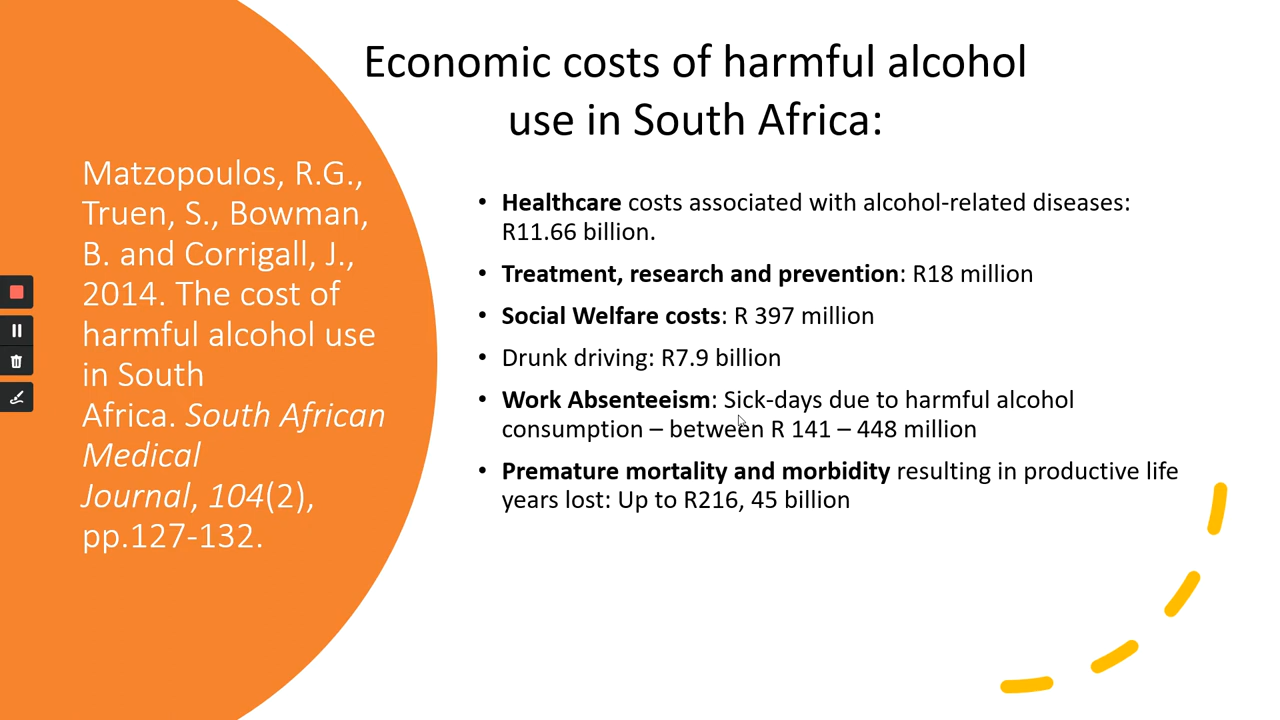 Economic costs of harmful alcohol
use in South Africa:
Matzopoulos, R.G.,
Truen, S., Bowman,
B. and Corrigall, J.,
2014. The cost of
harmful alcohol use
in South
Africa. South African
Medical
Journal, 104(2),
pp.127-132.
• Healthcare costs associated with alcohol-related diseases:
R11.66 billion.
• Treatment, research and prevention: R18 million
• Social Welfare costs: R 397 million
• Drunk driving: R7.9 billion
• Work Absenteeism: Sick-days due to harmful alcohol
consumption – between R 141 – 448 million
• Premature mortality and morbidity resulting in productive life
years lost: Up to R216, 45 billion